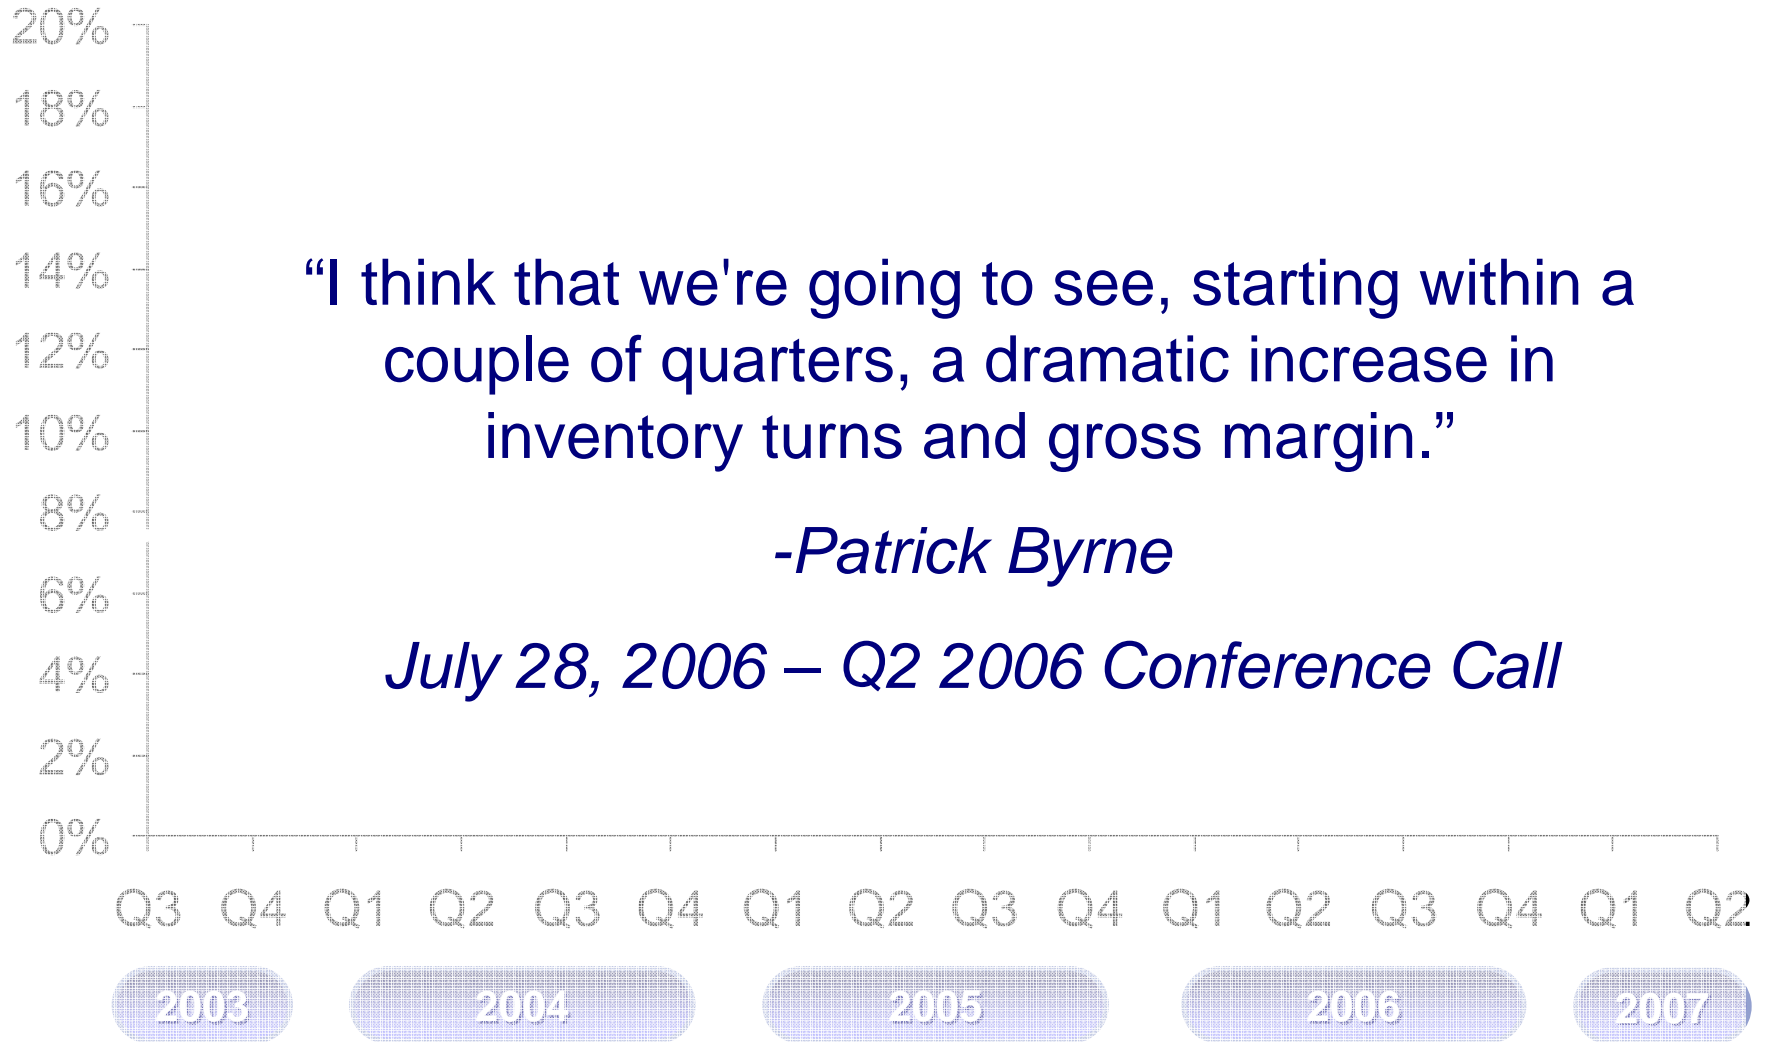 20%
18%
16%
14%
12%
10%
8%
6%
4%
2%
0%
“I think that we're going to see, starting within a
couple of quarters, a dramatic increase in
inventory turns and gross margin.”
-Patrick Byrne
July 28, 2006 – Q2 2006 Conference Call
Q3 Q4 Q1 Q2 Q3 Q4 Q1 Q2 Q3 Q4 Q1 Q2 Q3 Q4 Q1 Q2
2003 2004 2005 2006 2007